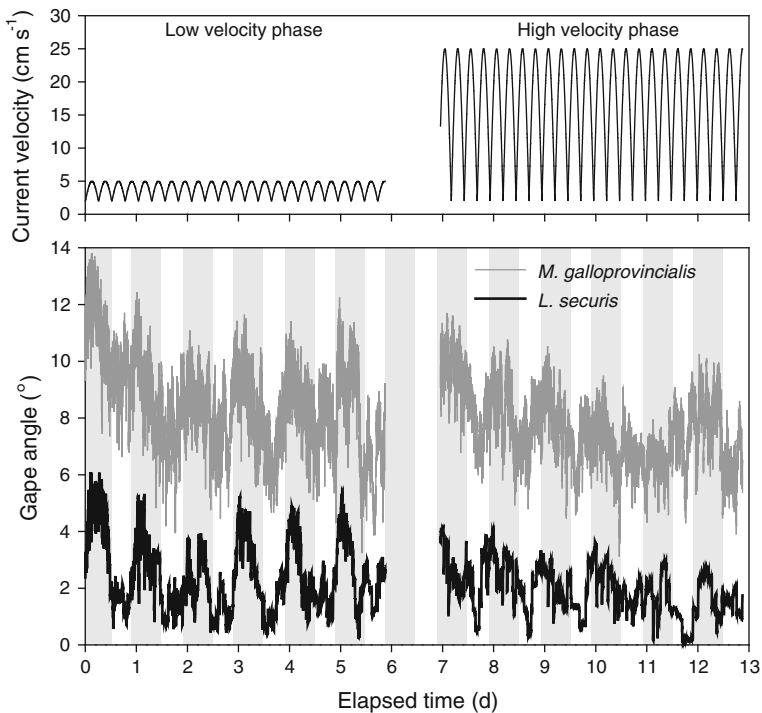 Current velocity (cm s⁻¹)
30
25
20
15
10
5
0
Low velocity phase
High velocity phase
Gape angle (°)
14
12
10
8
6
4
2
0
M. galloprovincialis
L. securis
0 1 2 3 4 5 6 7 8 9 10 11 12 13
Elapsed time (d)